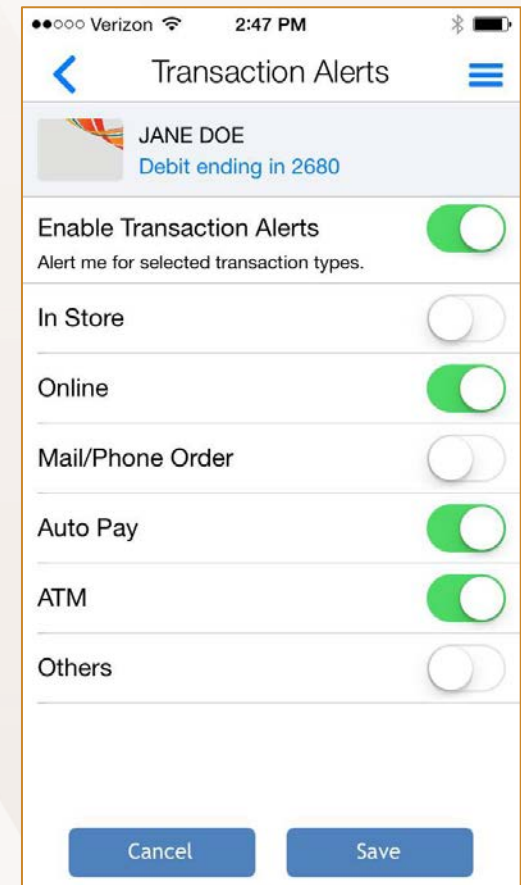 ●●○○○ Verizon 2:47 PM
Transaction Alerts
JANE DOE
Debit ending in 2680
Enable Transaction Alerts
Alert me for selected transaction types.
In Store
Online
Mail/Phone Order
Auto Pay
ATM
Others
Cancel Save